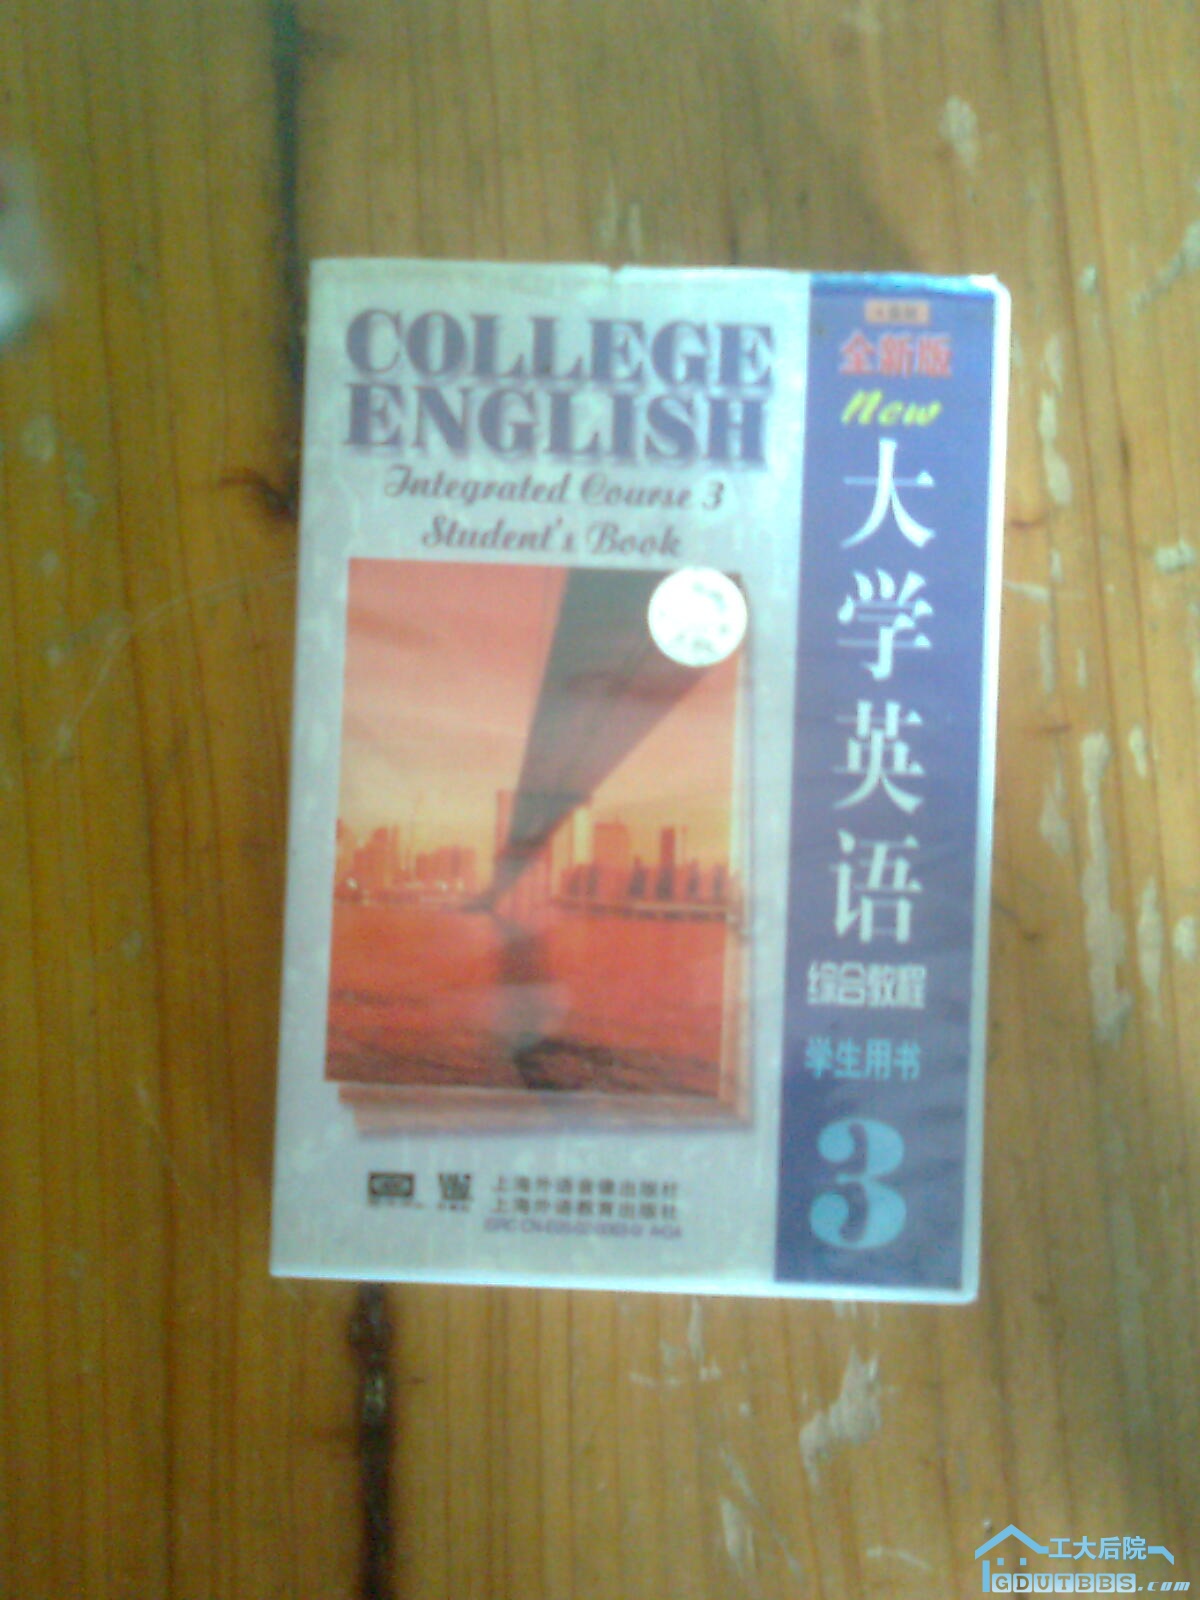 COLLEGE
ENGLISH
Integrated Course 3
Student's Book
全新版
New
大学英语
综合教程
学生用书
3
上海外语音像出版社
上海外语教育出版社
工大后院
GDUTBBS.com